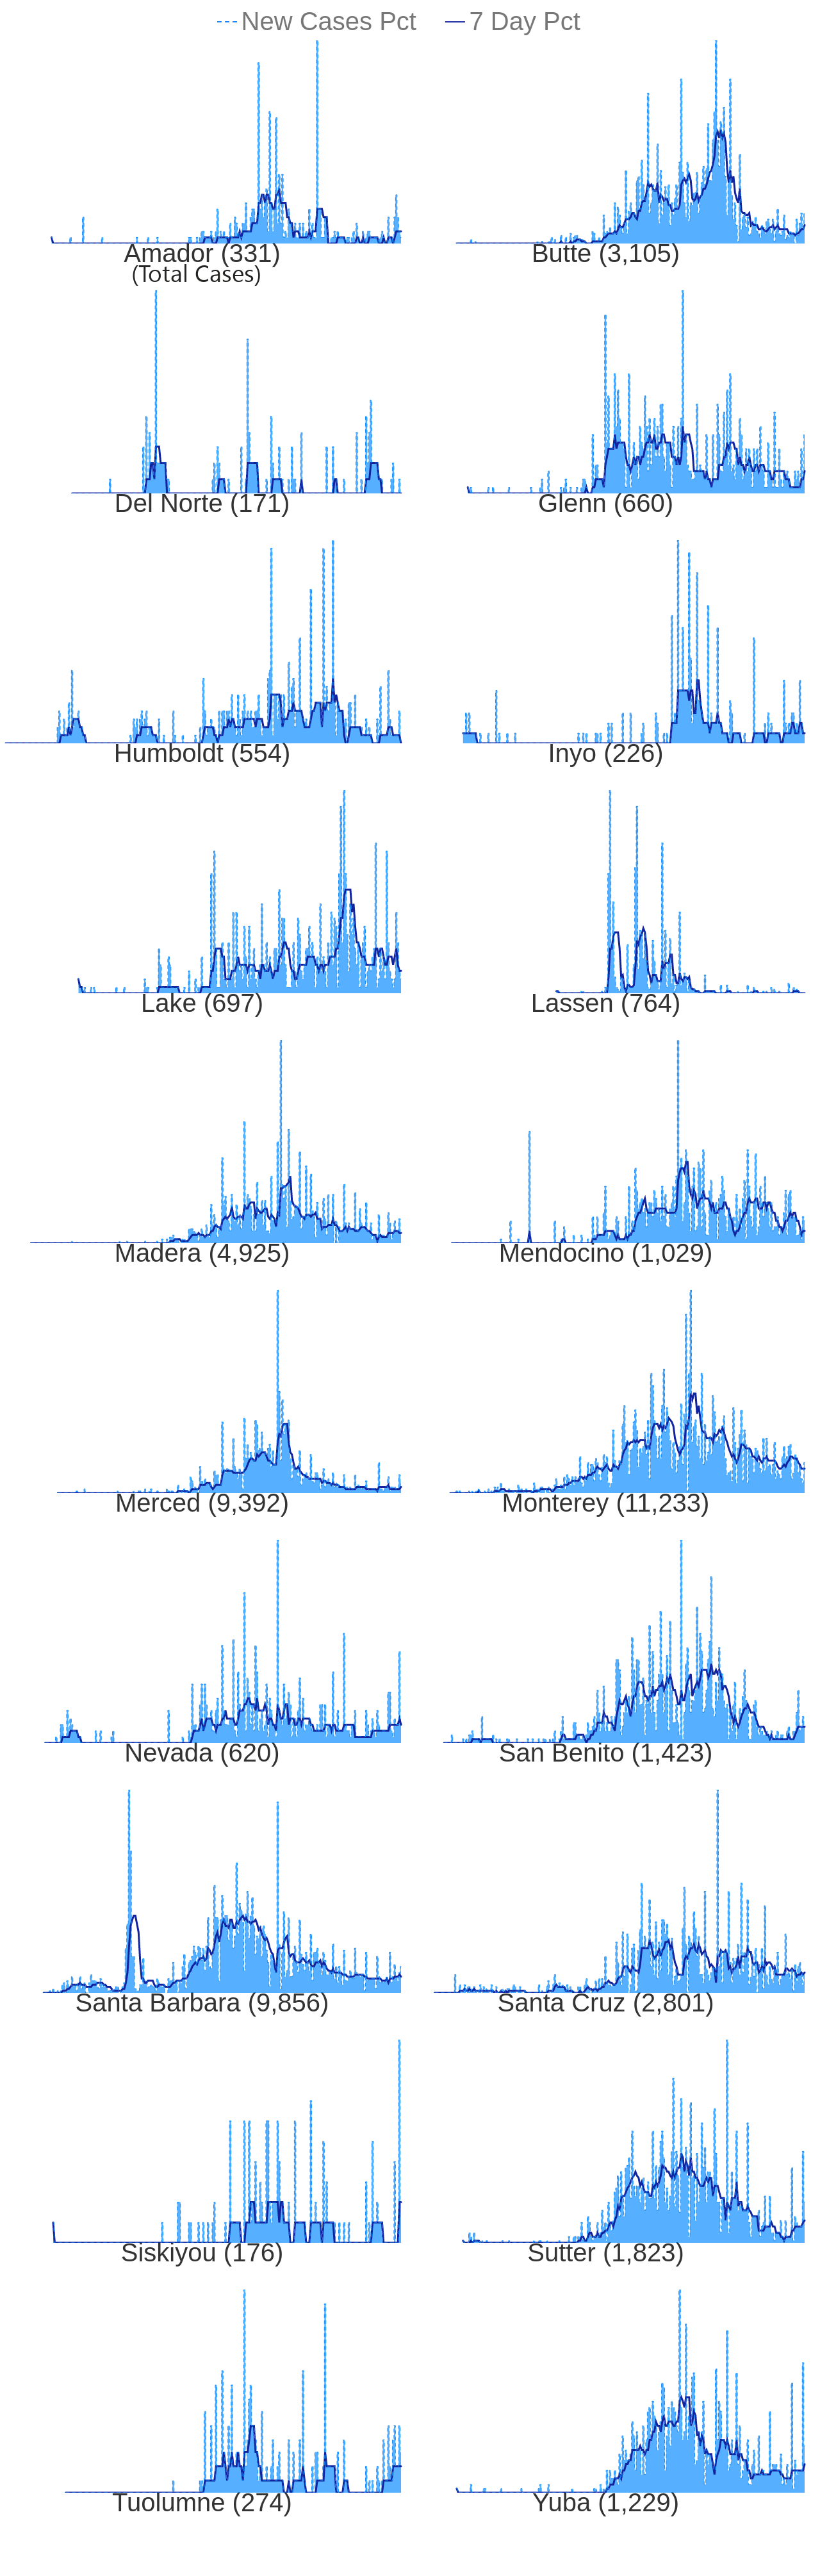 New Cases Pct 7 Day Pct
Amador (331) Butte (3,105)
(Total Cases)
Del Norte (171) Glenn (660)
Humboldt (554) Inyo (226)
Lake (697) Lassen (764)
Madera (4,925) Mendocino (1,029)
Merced (9,392) Monterey (11,233)
Nevada (620) San Benito (1,423)
Santa Barbara (9,856) Santa Cruz (2,801)
Siskiyou (176) Sutter (1,823)
Tuolumne (274) Yuba (1,229)